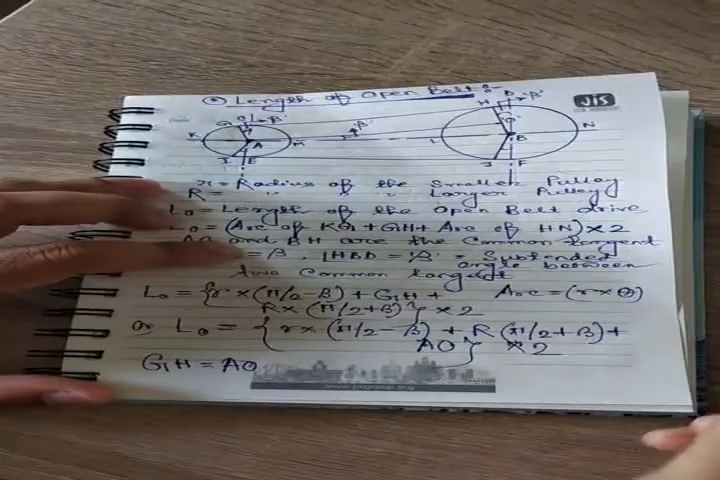 Length of Open Belt :-
JIS
K G O β' J E A M β' L H D β' B N J F
r = Radius of the Smaller Pulley
R = " " " Larger Pulley
L₀ = Length of the Open Belt drive
L₀ = (Arc of KG + GH + Arc of HN) × 2
and BH are the Common tangent
= β, ∠HBD = 'β' = Subtended angle between
two Common tangent
L₀ = {r × (π/2 - β) + GH + Arc = (r × θ)
R × (π/2 + β)} × 2
or L₀ = {r × (π/2 - β) + R (π/2 + β) +
AO} × 2
GH = AO